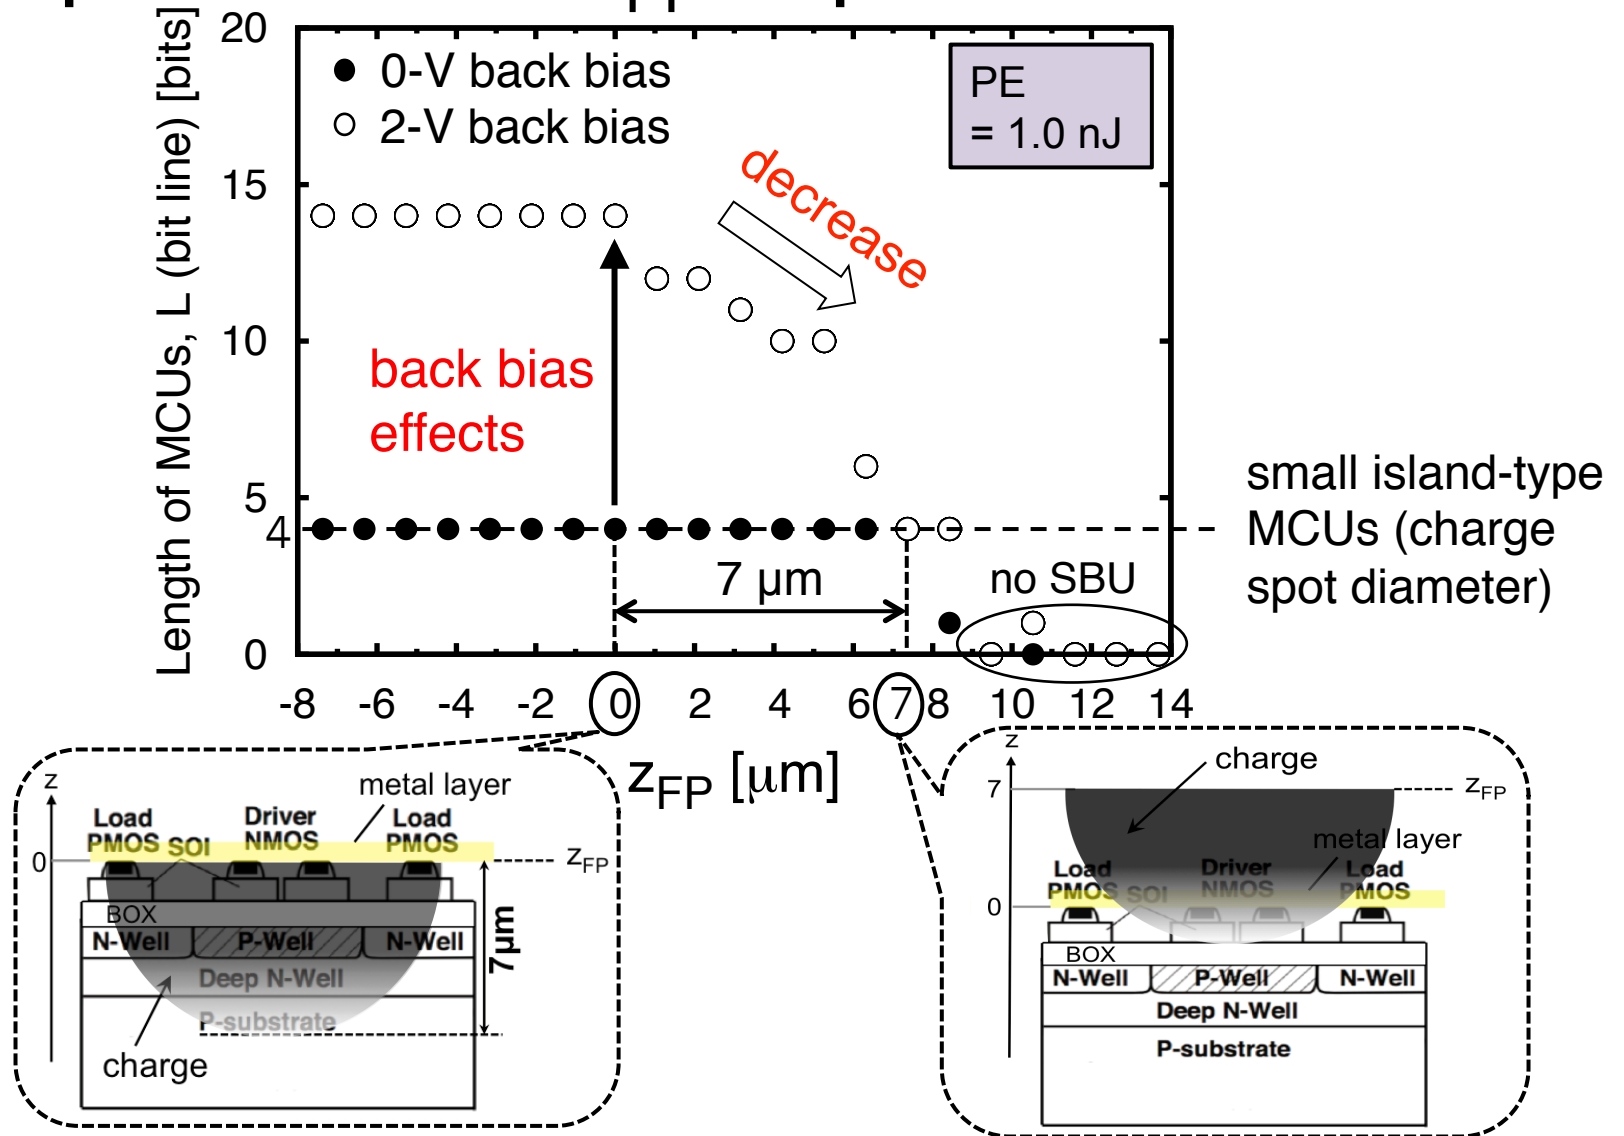 20
15
10
5
4
0
Length of MCUs, L (bit line) [bits]
0-V back bias
2-V back bias
PE
= 1.0 nJ
decrease
back bias
effects
7 μm
no SBU
small island-type
MCUs (charge
spot diameter)
-8 -6 -4 -2 0 2 4 6 7 8 10 12 14
zFP [μm]
z
metal layer
Load
PMOS
SOI
Driver
NMOS
Load
PMOS
0
zFP
BOX
N-Well
P-Well
N-Well
Deep N-Well
P-substrate
7μm
charge
z
charge
7
zFP
metal layer
Load
PMOS
SOI
Driver
NMOS
Load
PMOS
0
BOX
N-Well
P-Well
N-Well
Deep N-Well
P-substrate